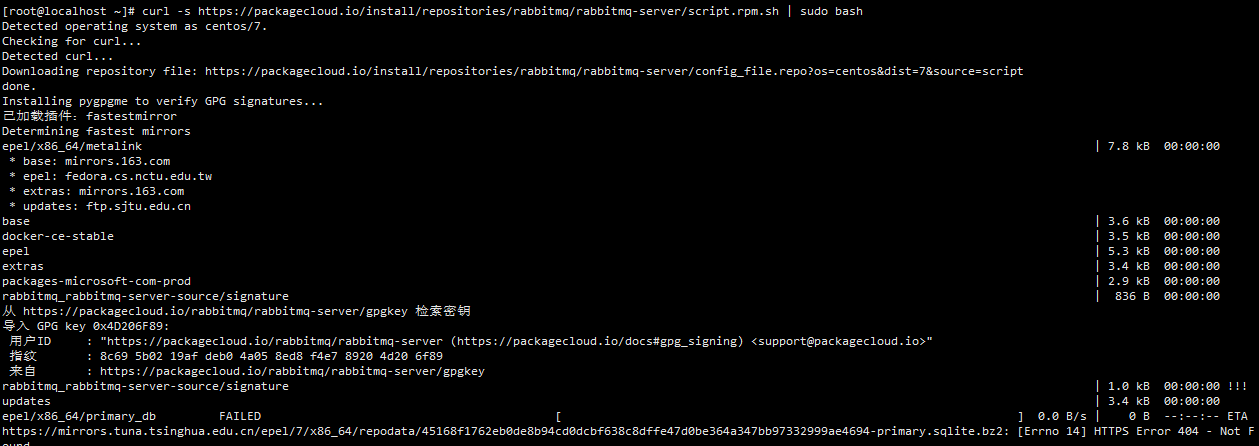 [root@localhost ~]# curl -s https://packagecloud.io/install/repositories/rabbitmq/rabbitmq-server/script.rpm.sh | sudo bash
Detected operating system as centos/7.
Checking for curl...
Detected curl...
Downloading repository file: https://packagecloud.io/install/repositories/rabbitmq/rabbitmq-server/config_file.repo?os=centos&dist=7&source=script
done.
Installing pygpgme to verify GPG signatures...
已加载插件：fastestmirror
Determining fastest mirrors
epel/x86_64/metalink | 7.8 kB 00:00:00
* base: mirrors.163.com
* epel: fedora.cs.nctu.edu.tw
* extras: mirrors.163.com
* updates: ftp.sjtu.edu.cn
base | 3.6 kB 00:00:00
docker-ce-stable | 3.5 kB 00:00:00
epel | 5.3 kB 00:00:00
extras | 3.4 kB 00:00:00
packages-microsoft-com-prod | 2.9 kB 00:00:00
rabbitmq_rabbitmq-server-source/signature | 836 B 00:00:00
从 https://packagecloud.io/rabbitmq/rabbitmq-server/gpgkey 检索密钥
导入 GPG key 0x4D206F89:
用户ID : "https://packagecloud.io/rabbitmq/rabbitmq-server (https://packagecloud.io/docs#gpg_signing) <support@packagecloud.io>"
指纹 : 8c69 5b02 19af deb0 4a05 8ed8 f4e7 8920 4d20 6f89
来自 : https://packagecloud.io/rabbitmq/rabbitmq-server/gpgkey
rabbitmq_rabbitmq-server-source/signature | 1.0 kB 00:00:00 !!!
updates | 3.4 kB 00:00:00
epel/x86_64/primary_db FAILED [ ] 0.0 B/s | 0 B --:--:-- ETA
https://mirrors.tuna.tsinghua.edu.cn/epel/7/x86_64/repodata/45168f1762eb0de8b94cd0dcbf638c8dffe47d0be364a347bb97332999ae4694-primary.sqlite.bz2: [Errno 14] HTTPS Error 404 - Not F
ound